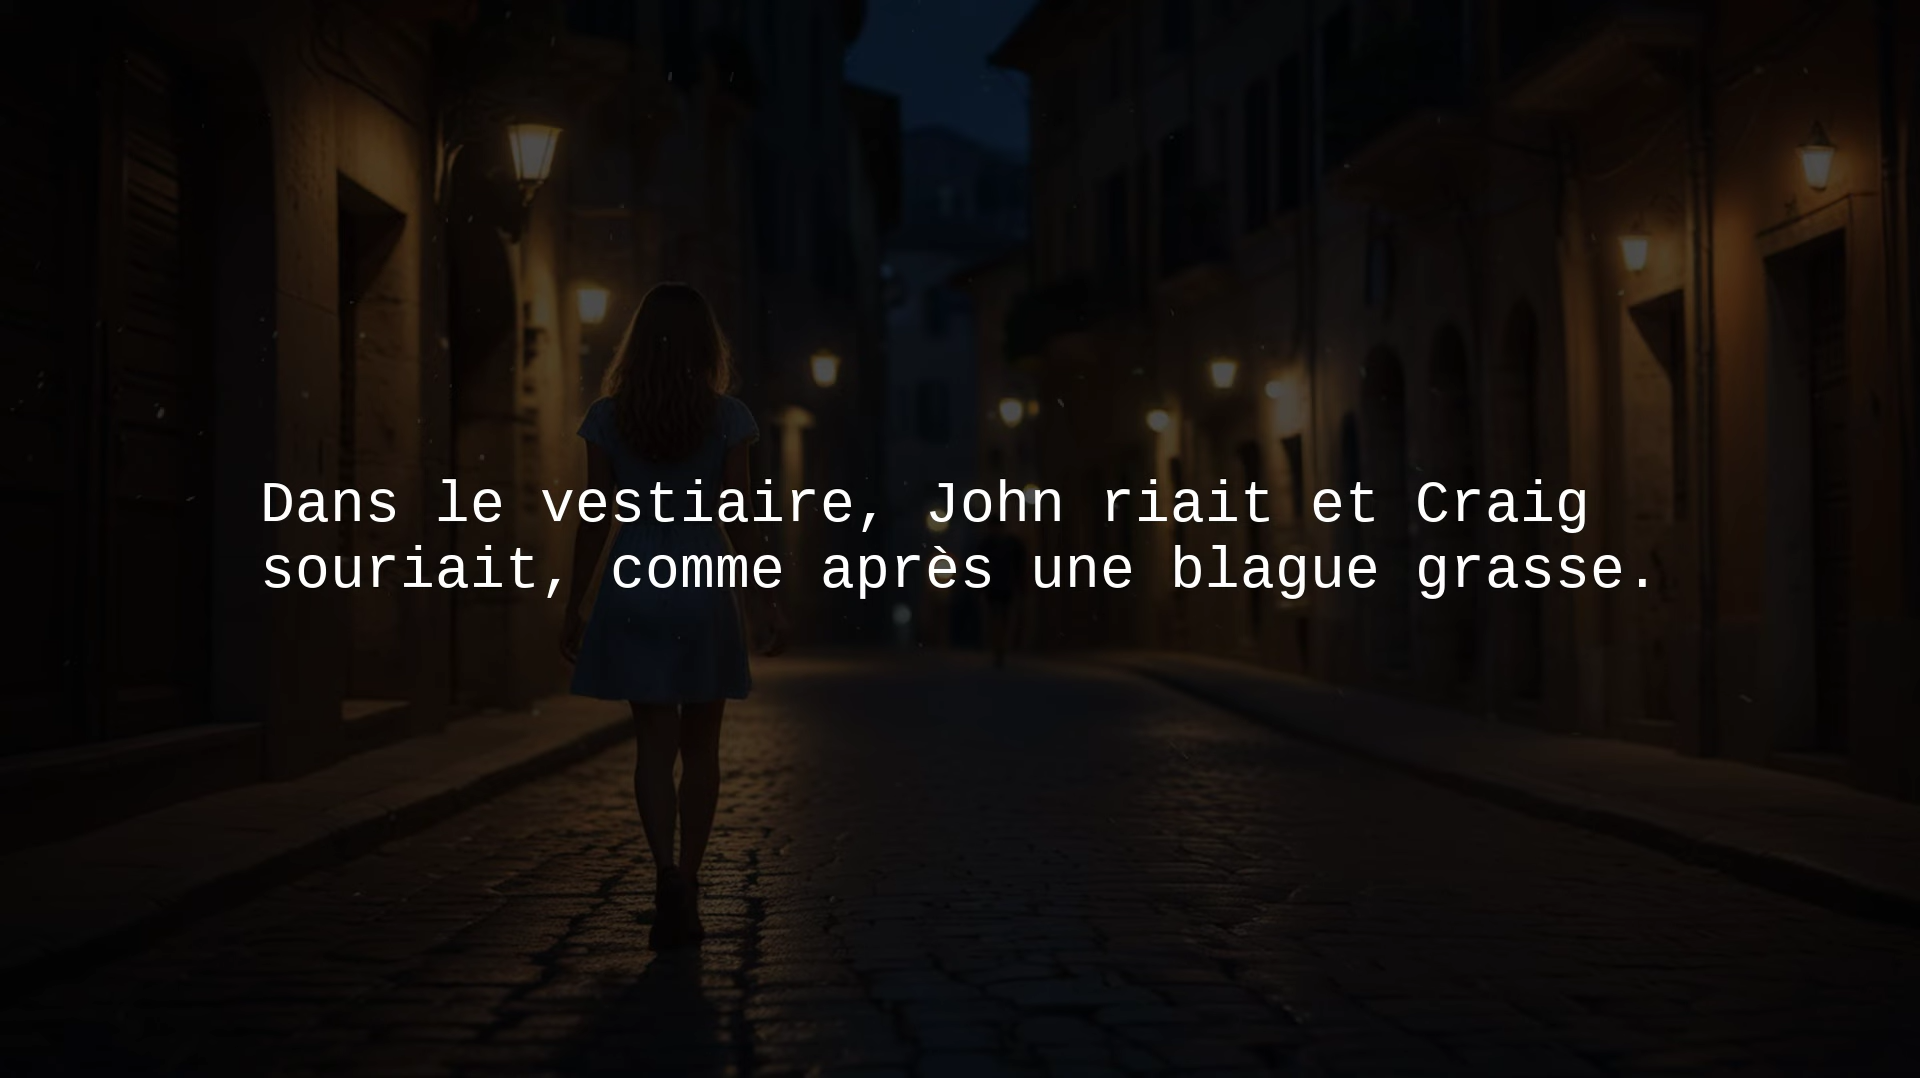 Dans le vestiaire, John riait et Craig
souriait, comme après une blague grasse.